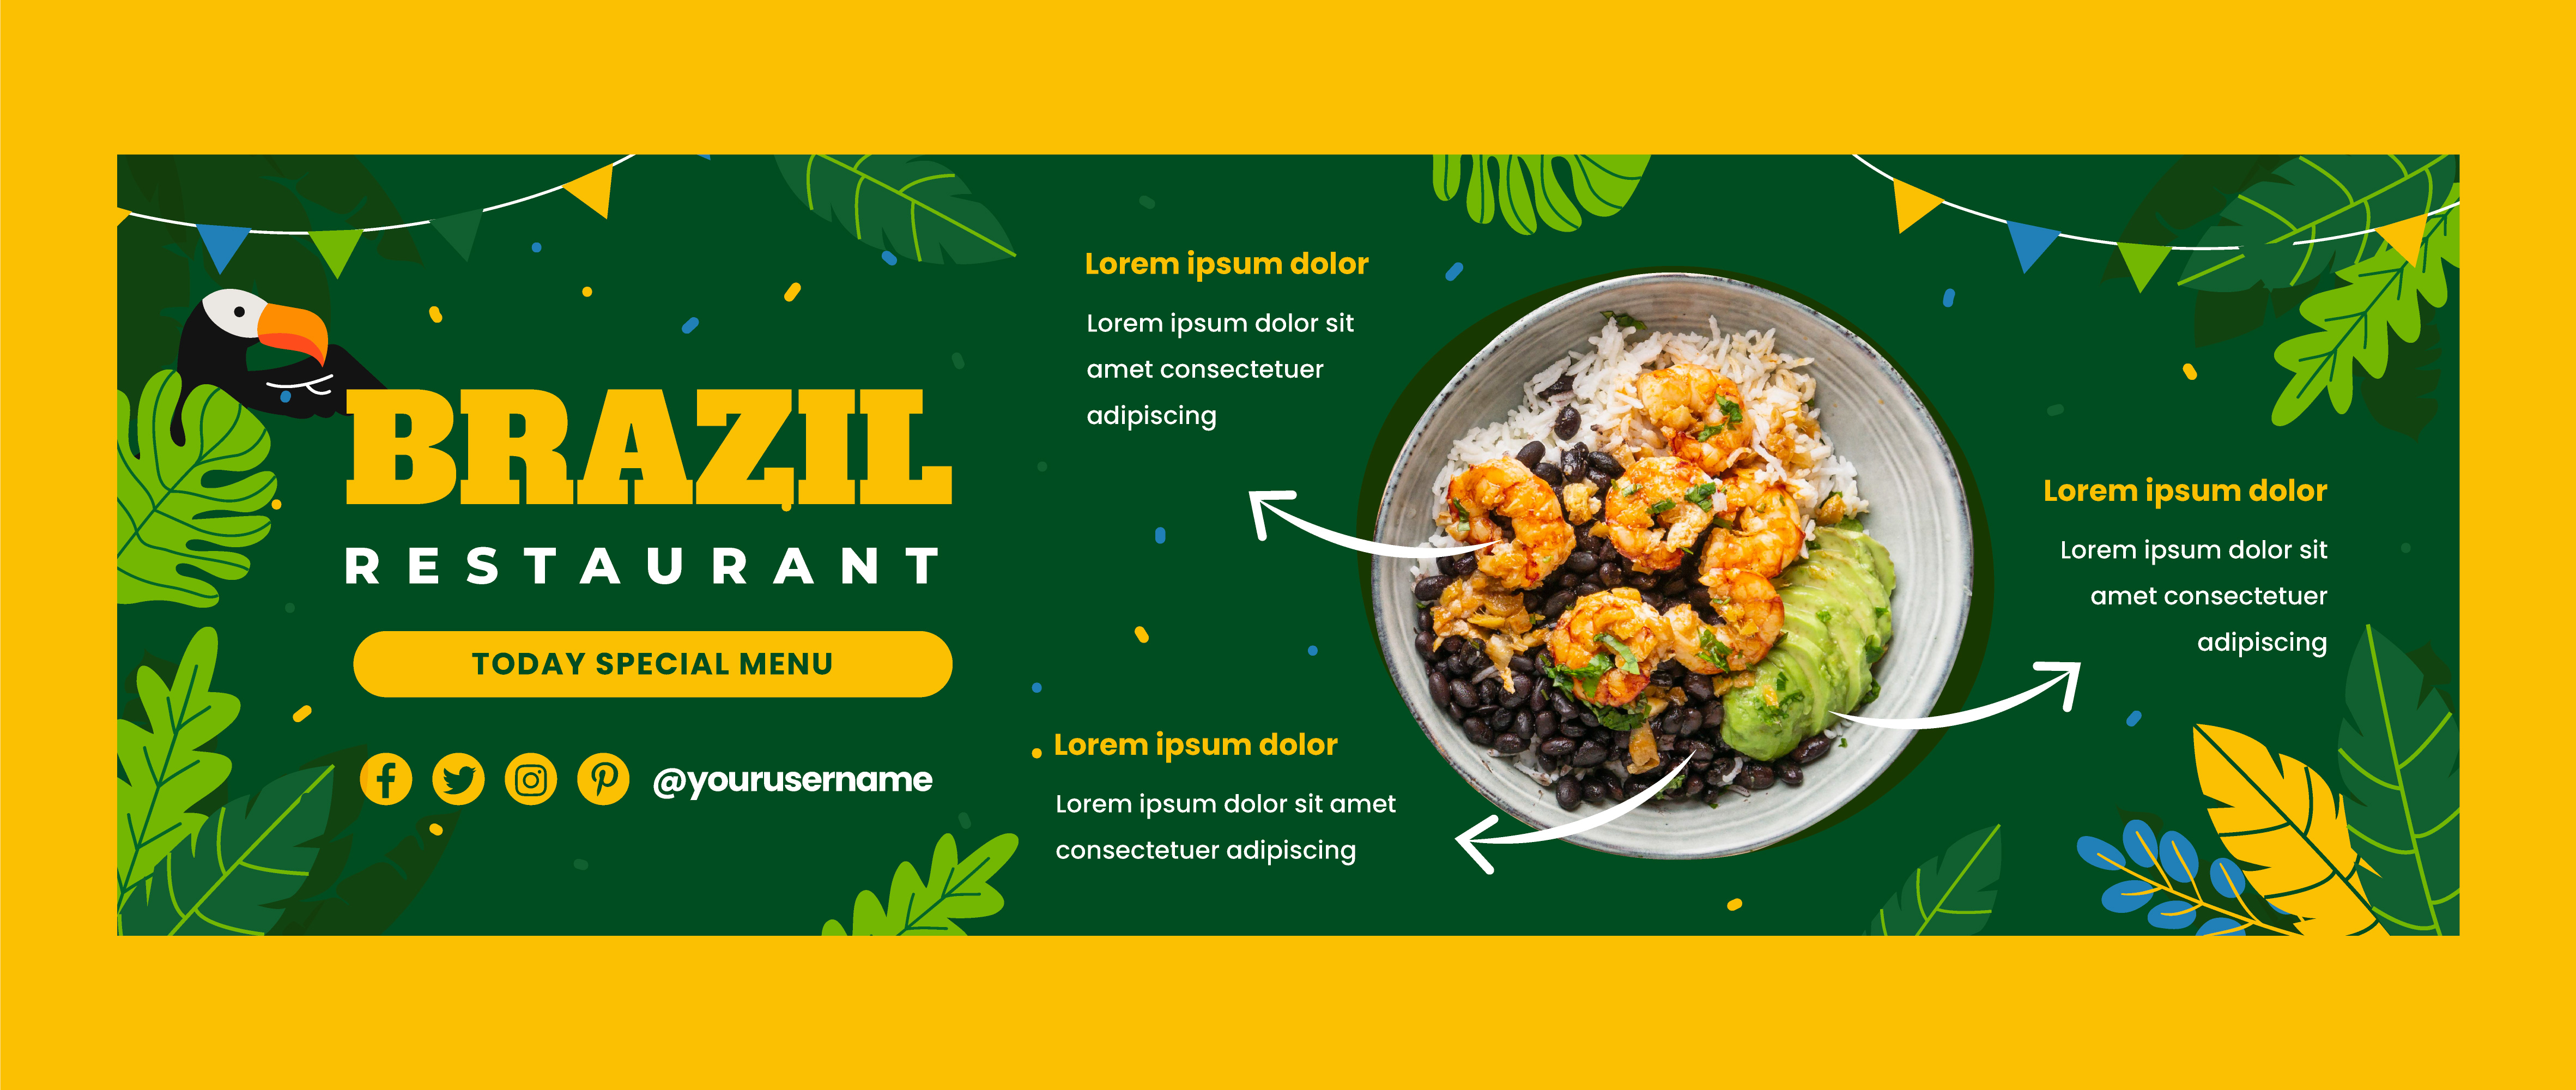 BRAZIL
RESTAURANT
TODAY SPECIAL MENU
@yourusername
Lorem ipsum dolor
Lorem ipsum dolor sit
amet consectetuer
adipiscing
Lorem ipsum dolor
Lorem ipsum dolor sit amet
consectetuer adipiscing
Lorem ipsum dolor
Lorem ipsum dolor sit
amet consectetuer
adipiscing